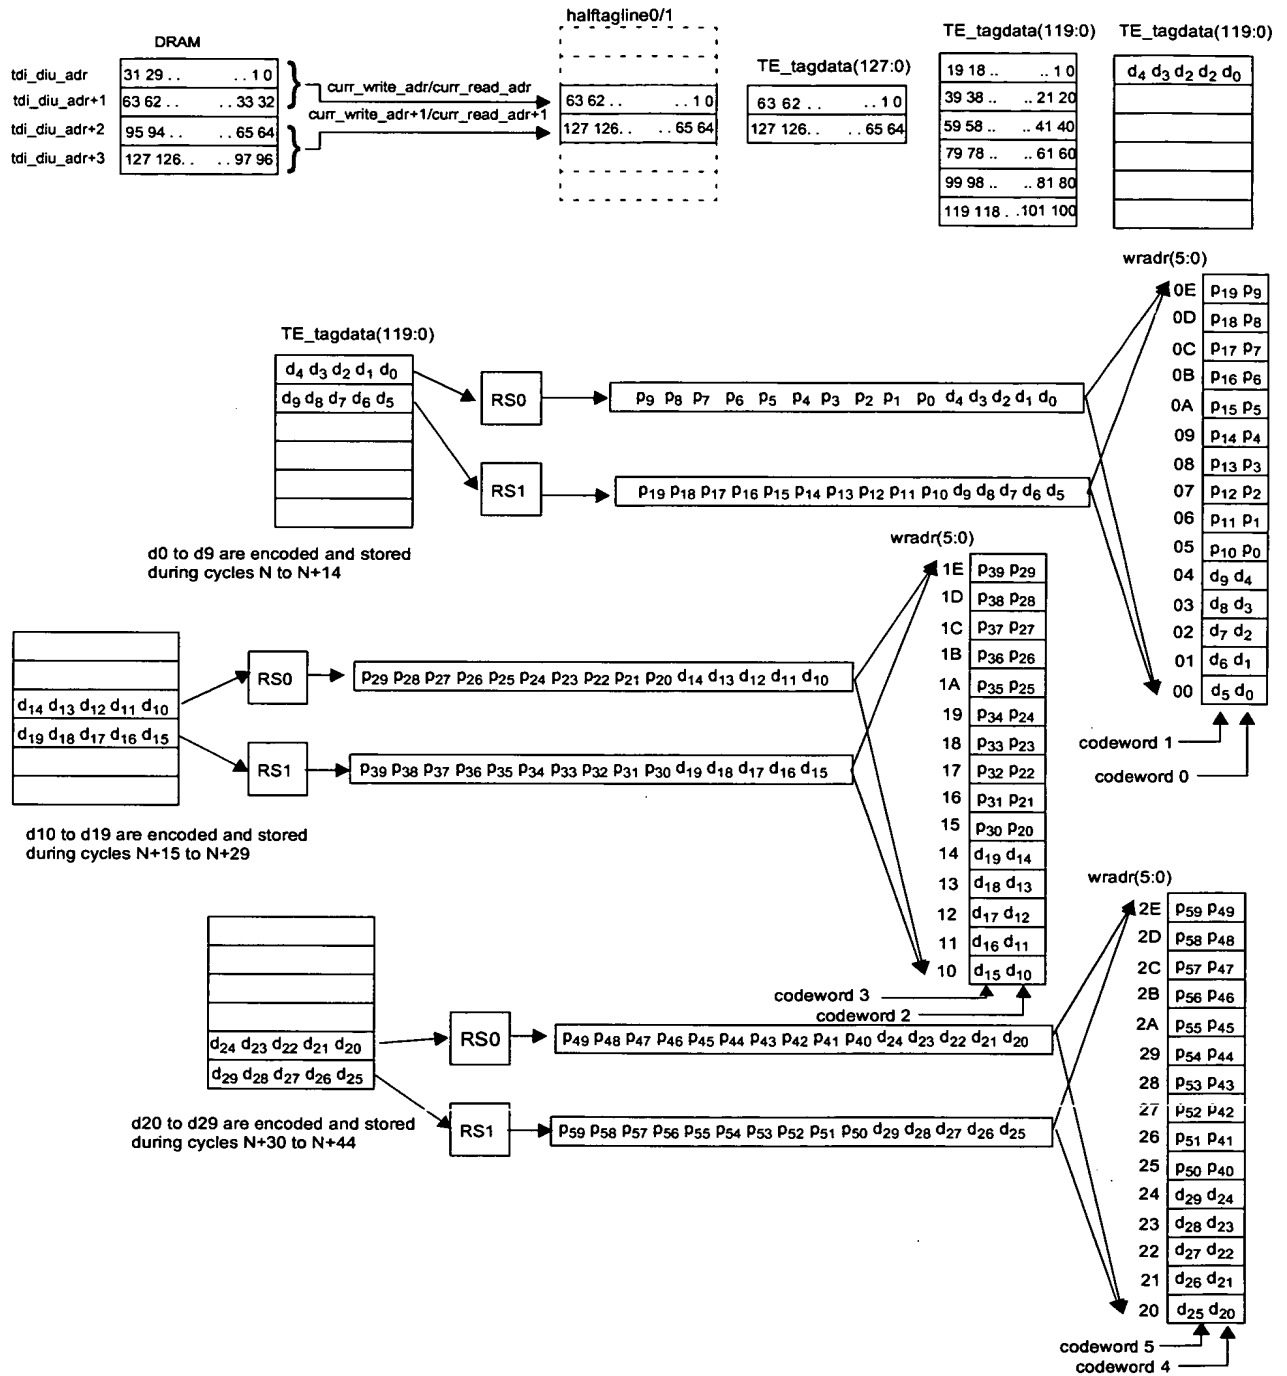 halftagline0/1
DRAM
tdi_diu_adr
31 29 . .          . . 1 0
tdi_diu_adr+1
63 62 . .          . . 33 32
tdi_diu_adr+2
95 94 . .          . . 65 64
tdi_diu_adr+3
127 126. .       . . 97 96
curr_write_adr/curr_read_adr
curr_write_adr+1/curr_read_adr+1
63 62 . .          . . 1 0
127 126. .       . . 65 64
TE_tagdata(127:0)
63 62 . .          . . 1 0
127 126. .       . . 65 64
TE_tagdata(119:0)
19 18 ..          .. 1 0
39 38 ..          .. 21 20
59 58 ..          .. 41 40
79 78 ..          .. 61 60
99 98 ..          .. 81 80
119 118 . .101 100
TE_tagdata(119:0)
d4 d3 d2 d2 d0
TE_tagdata(119:0)
d4 d3 d2 d1 d0
d9 d8 d7 d6 d5
RS0
p9 p8 p7 p6 p5 p4 p3 p2 p1 p0 d4 d3 d2 d1 d0
RS1
p19 p18 p17 p16 p15 p14 p13 p12 p11 p10 d9 d8 d7 d6 d5
d0 to d9 are encoded and stored
during cycles N to N+14
wradr(5:0)
0E p19 p9
0D p18 p8
0C p17 p7
0B p16 p6
0A p15 p5
09 p14 p4
08 p13 p3
07 p12 p2
06 p11 p1
05 p10 p0
04 d9 d4
03 d8 d3
02 d7 d2
01 d6 d1
00 d5 d0
codeword 1
codeword 0
d14 d13 d12 d11 d10
d19 d18 d17 d16 d15
RS0
p29 p28 p27 p26 p25 p24 p23 p22 p21 p20 d14 d13 d12 d11 d10
RS1
p39 p38 p37 p36 p35 p34 p33 p32 p31 p30 d19 d18 d17 d16 d15
d10 to d19 are encoded and stored
during cycles N+15 to N+29
wradr(5:0)
1E p39 p29
1D p38 p28
1C p37 p27
1B p36 p26
1A p35 p25
19 p34 p24
18 p33 p23
17 p32 p22
16 p31 p21
15 p30 p20
14 d19 d14
13 d18 d13
12 d17 d12
11 d16 d11
10 d15 d10
codeword 3
codeword 2
d24 d23 d22 d21 d20
d29 d28 d27 d26 d25
RS0
p49 p48 p47 p46 p45 p44 p43 p42 p41 p40 d24 d23 d22 d21 d20
RS1
p59 p58 p57 p56 p55 p54 p53 p52 p51 p50 d29 d28 d27 d26 d25
d20 to d29 are encoded and stored
during cycles N+30 to N+44
wradr(5:0)
2E p59 p49
2D p58 p48
2C p57 p47
2B p56 p46
2A p55 p45
29 p54 p44
28 p53 p43
27 p52 p42
26 p51 p41
25 p50 p40
24 d29 d24
23 d28 d23
22 d27 d22
21 d26 d21
20 d25 d20
codeword 5
codeword 4